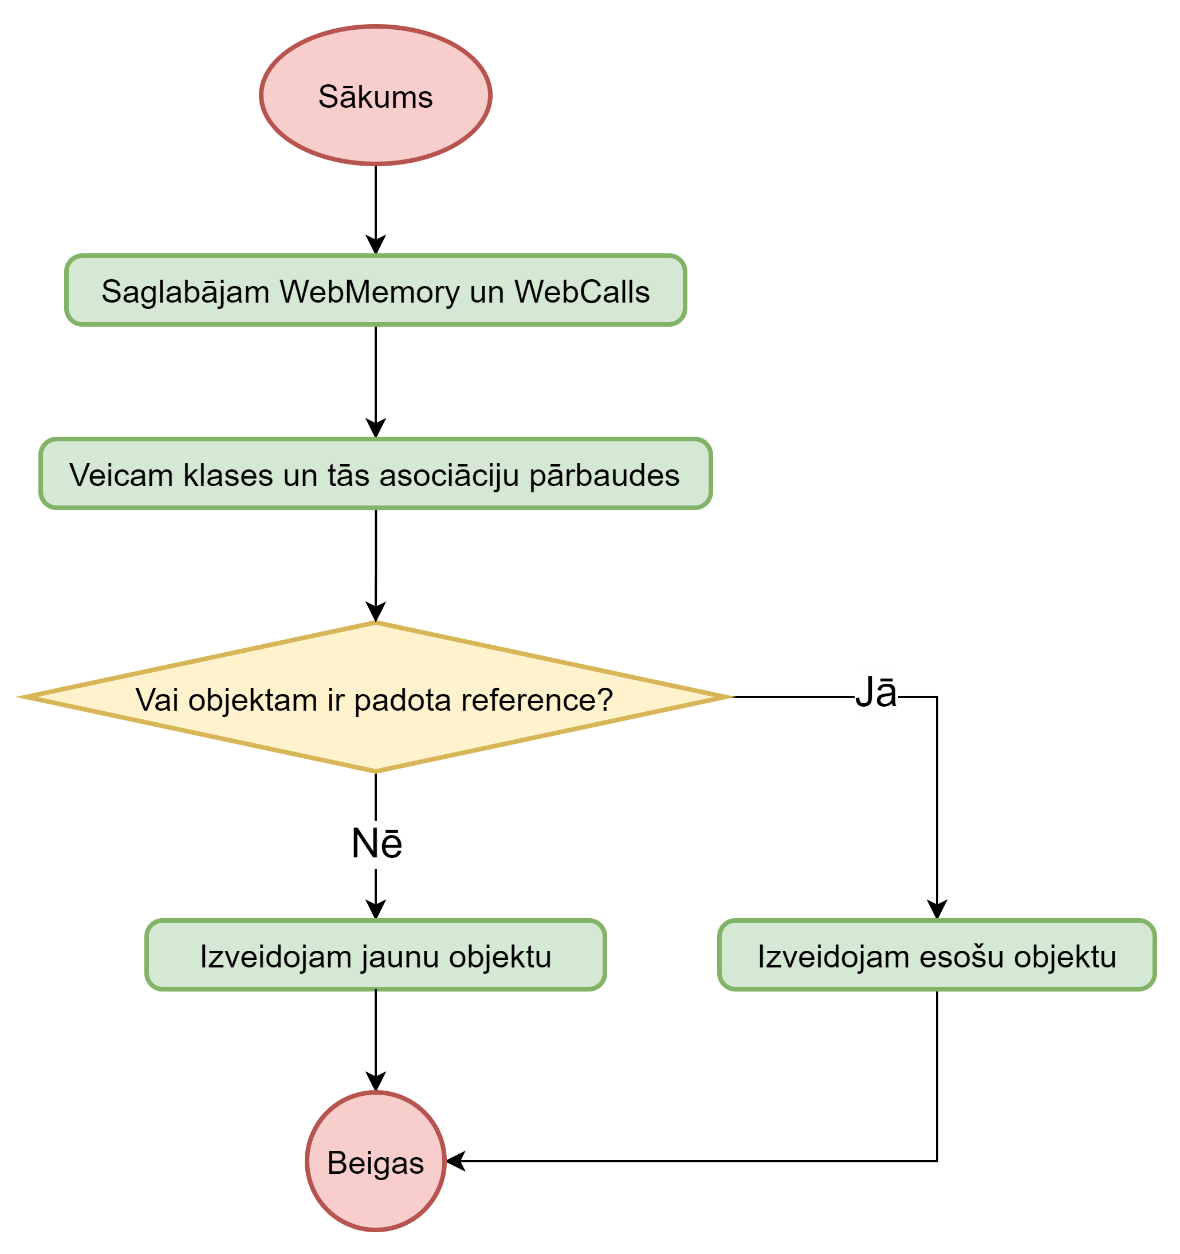 Sākums
Saglabājam WebMemory un WebCalls
Veicam klases un tās asociāciju pārbaudes
Vai objektam ir padota reference?
Jā
Nē
Izveidojam jaunu objektu
Izveidojam esošu objektu
Beigas